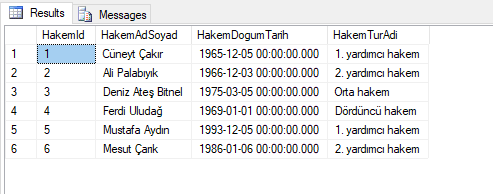 Results Messages
HakemId HakemAdSoyad HakemDogumTarih HakemTurAdi
1 1 Cüneyt Çakır 1965-12-05 00:00:00.000 1. yardımcı hakem
2 2 Ali Palabıyık 1966-12-03 00:00:00.000 2. yardımcı hakem
3 3 Deniz Ateş Bitnel 1975-03-05 00:00:00.000 Orta hakem
4 4 Ferdi Uludağ 1969-01-01 00:00:00.000 Dördüncü hakem
5 5 Mustafa Aydın 1993-12-05 00:00:00.000 1. yardımcı hakem
6 6 Mesut Çarık 1986-01-06 00:00:00.000 2. yardımcı hakem